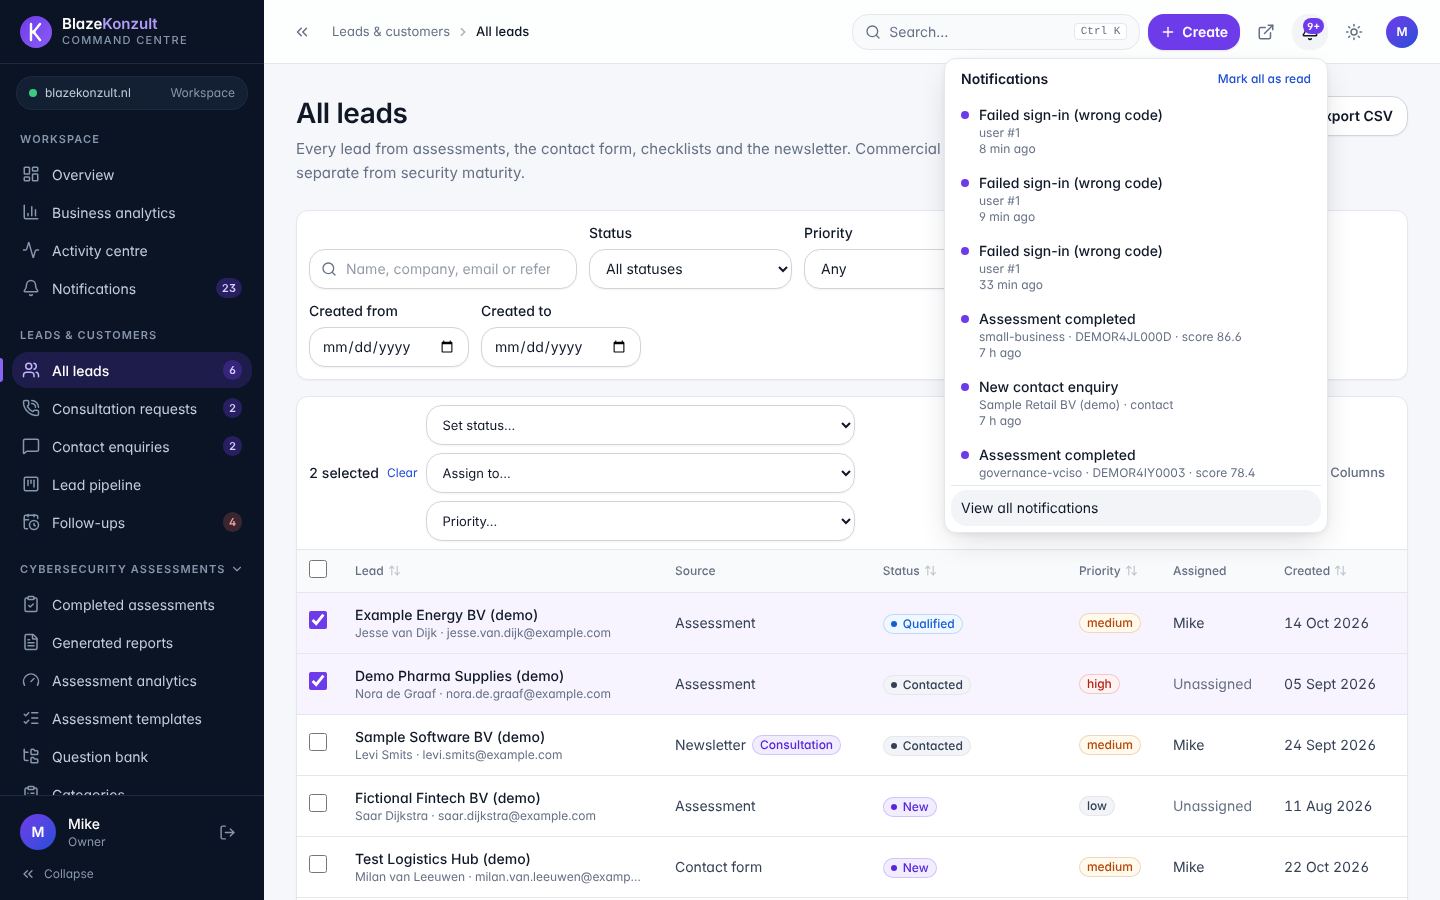 BlazeKonzult
COMMAND CENTRE
blazekonzult.nl Workspace
WORKSPACE
Overview
Business analytics
Activity centre
Notifications 23
LEADS & CUSTOMERS
All leads 6
Consultation requests 2
Contact enquiries 2
Lead pipeline
Follow-ups 4
CYBERSECURITY ASSESSMENTS
Completed assessments
Generated reports
Assessment analytics
Assessment templates
Question bank
Categories
M
Mike
Owner
Collapse
Leads & customers > All leads
Search... Ctrl K
+ Create
9+
M
All leads
Every lead from assessments, the contact form, checklists and the newsletter. Commercial
separate from security maturity.
xport CSV
Status
Priority
Name, company, email or refer
All statuses
Any
Created from
Created to
mm/dd/yyyy
mm/dd/yyyy
2 selected Clear
Set status...
Assign to...
Priority...
Columns
Notifications Mark all as read
Failed sign-in (wrong code)
user #1
8 min ago
Failed sign-in (wrong code)
user #1
9 min ago
Failed sign-in (wrong code)
user #1
33 min ago
Assessment completed
small-business · DEMOR4JL000D · score 86.6
7 h ago
New contact enquiry
Sample Retail BV (demo) · contact
7 h ago
Assessment completed
governance-vciso · DEMOR4IY0003 · score 78.4
View all notifications
Lead Source Status Priority Assigned Created
Example Energy BV (demo)
Jesse van Dijk · jesse.van.dijk@example.com
Assessment Qualified medium Mike 14 Oct 2026
Demo Pharma Supplies (demo)
Nora de Graaf · nora.de.graaf@example.com
Assessment Contacted high Unassigned 05 Sept 2026
Sample Software BV (demo)
Levi Smits · levi.smits@example.com
Newsletter Consultation Contacted medium Mike 24 Sept 2026
Fictional Fintech BV (demo)
Saar Dijkstra · saar.dijkstra@example.com
Assessment New low Unassigned 11 Aug 2026
Test Logistics Hub (demo)
Milan van Leeuwen · milan.van.leeuwen@examp...
Contact form New medium Mike 22 Oct 2026